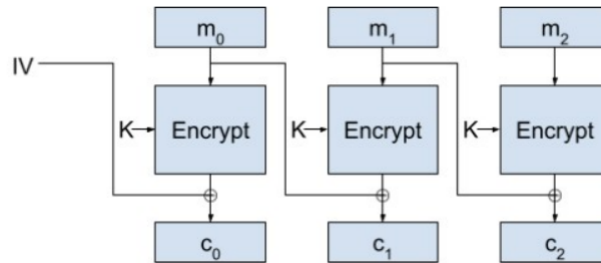 m0 m1 m2
IV
K Encrypt K Encrypt K Encrypt
c0 c1 c2